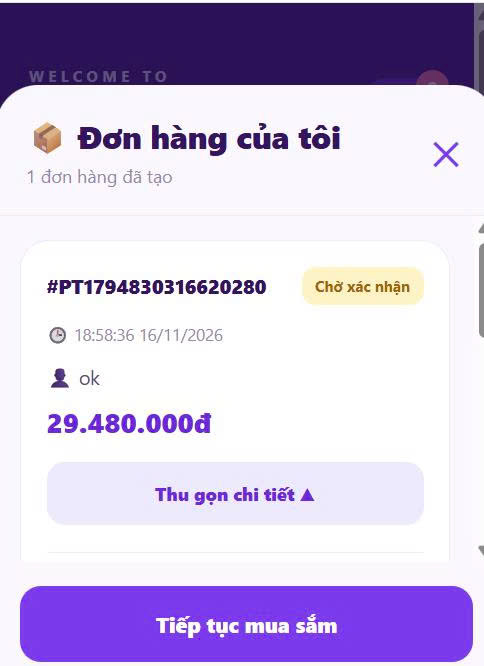 WELCOME TO
Đơn hàng của tôi
1 đơn hàng đã tạo
#PT1794830316620280
Chờ xác nhận
18:58:36 16/11/2026
ok
29.480.000đ
Thu gọn chi tiết ▲
Tiếp tục mua sắm